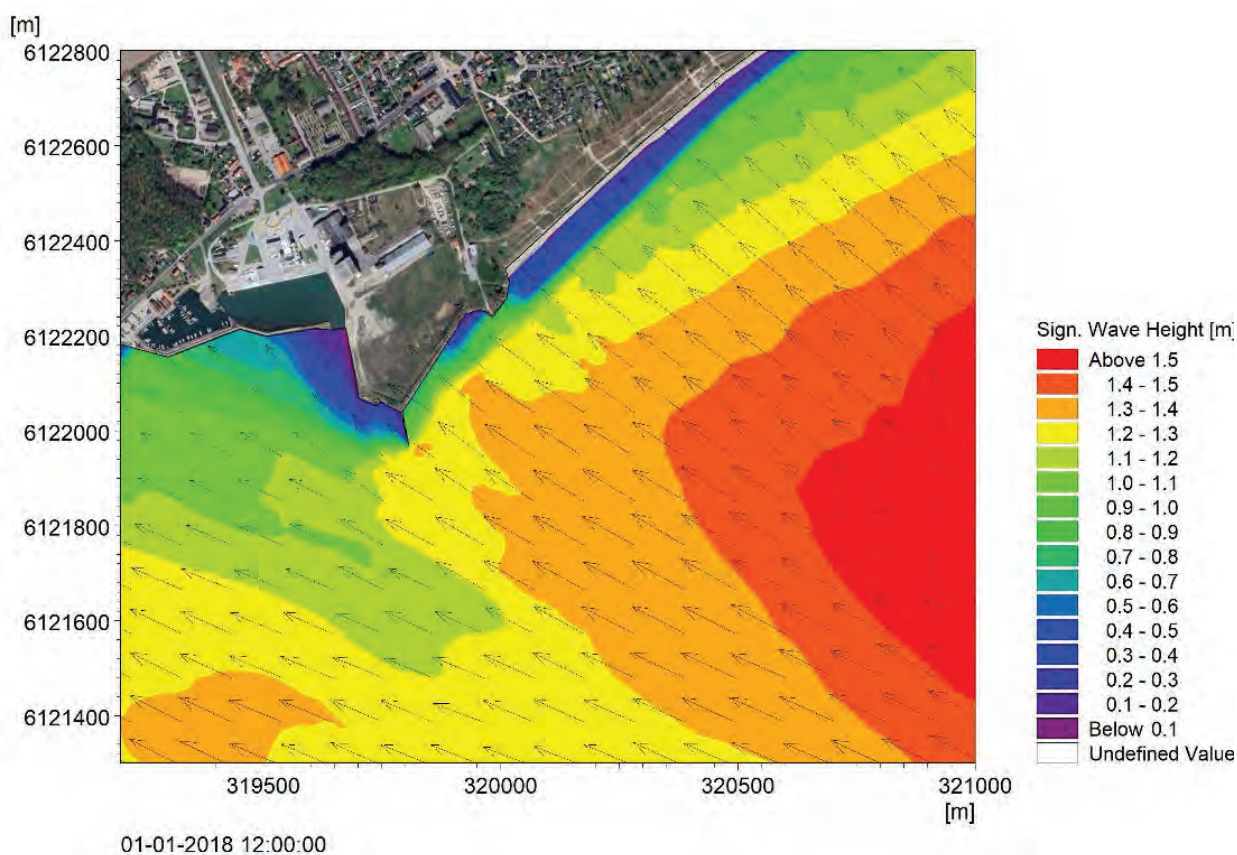 [m]
6122800
6122600
6122400
6122200
6122000
6121800
6121600
6121400
319500
320000
320500
321000
[m]
01-01-2018 12:00:00
Sign. Wave Height [m]
Above 1.5
1.4 - 1.5
1.3 - 1.4
1.2 - 1.3
1.1 - 1.2
1.0 - 1.1
0.9 - 1.0
0.8 - 0.9
0.7 - 0.8
0.6 - 0.7
0.5 - 0.6
0.4 - 0.5
0.3 - 0.4
0.2 - 0.3
0.1 - 0.2
Below 0.1
Undefined Value